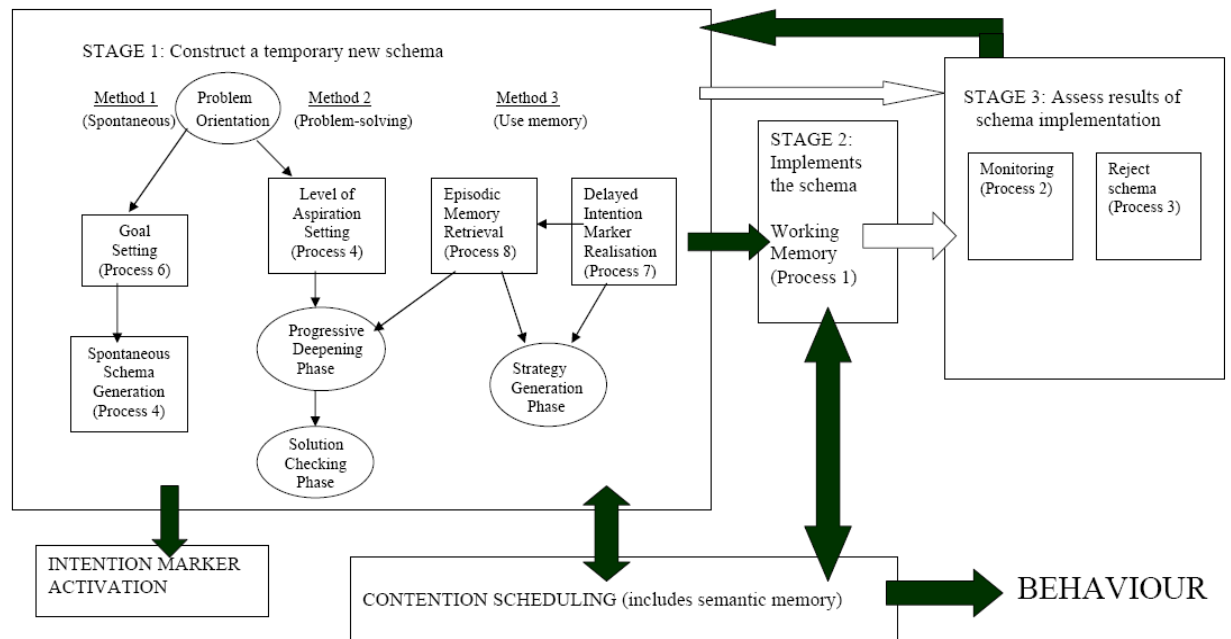 STAGE 1: Construct a temporary new schema
Method 1
(Spontaneous)
Problem
Orientation
Method 2
(Problem-solving)
Method 3
(Use memory)
Goal
Setting
(Process 6)
Level of
Aspiration
Setting
(Process 4)
Episodic
Memory
Retrieval
(Process 8)
Delayed
Intention
Marker
Realisation
(Process 7)
Spontaneous
Schema
Generation
(Process 4)
Progressive
Deepening
Phase
Strategy
Generation
Phase
Solution
Checking
Phase
STAGE 2:
Implements
the schema
Working
Memory
(Process 1)
STAGE 3: Assess results of
schema implementation
Monitoring
(Process 2)
Reject
schema
(Process 3)
INTENTION MARKER
ACTIVATION
CONTENTION SCHEDULING (includes semantic memory)
BEHAVIOUR